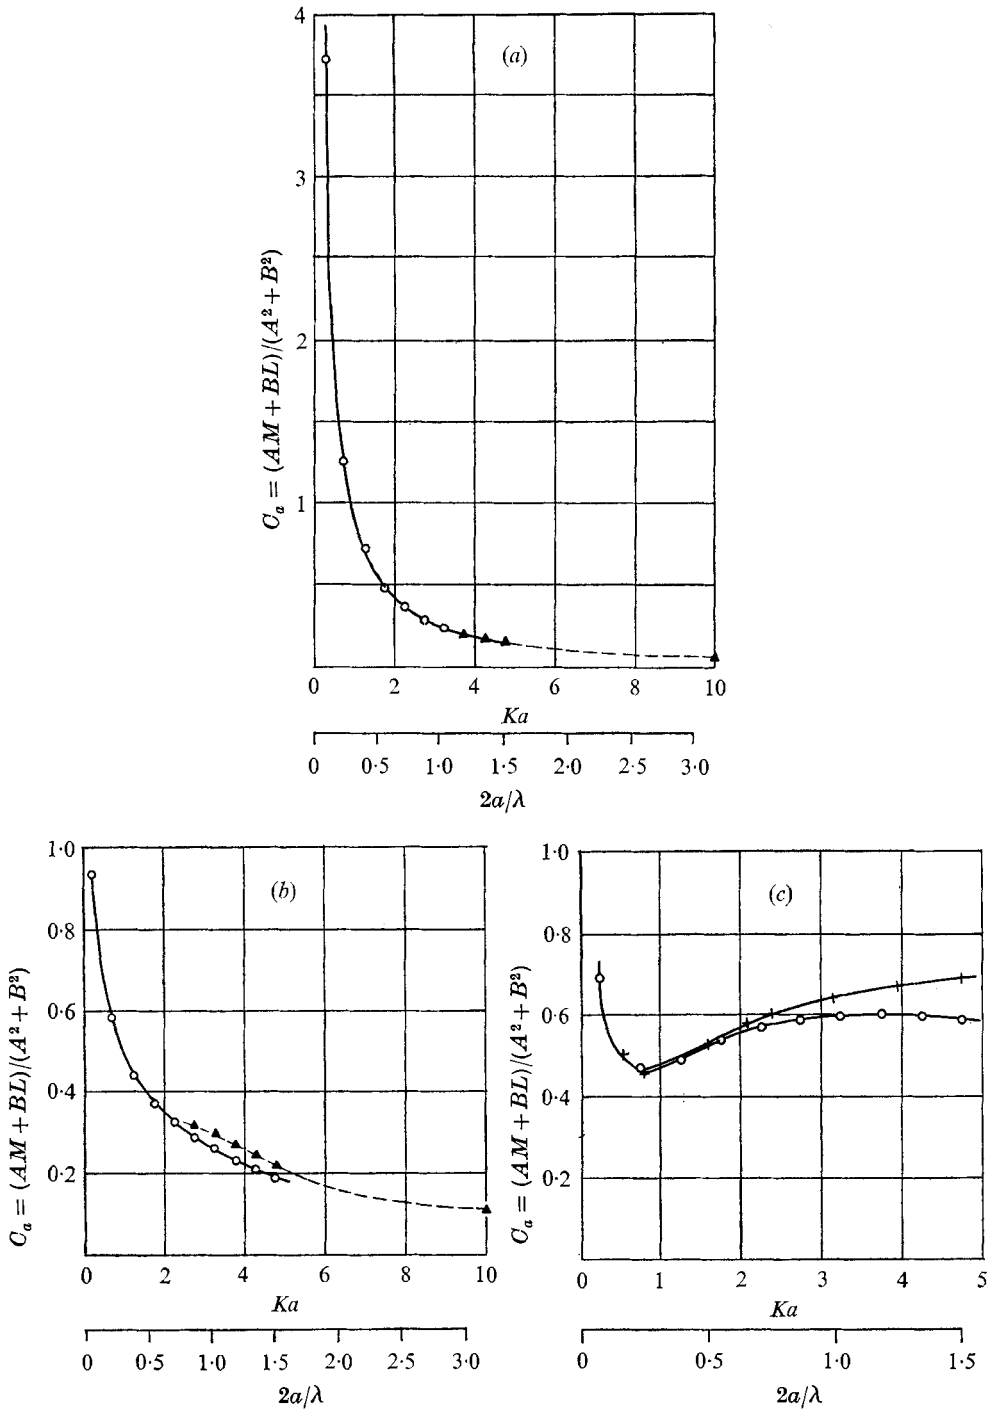 4
(a)
3
2
1
C_a = (AM + BL)/(A² + B²)
0 2 4 6 8 10
Ka
0 0·5 1·0 1·5 2·0 2·5 3·0
2a/λ
1·0
(b)
0·8
0·6
0·4
0·2
C_a = (AM + BL)/(A² + B²)
0 2 4 6 8 10
Ka
0 0·5 1·0 1·5 2·0 2·5 3·0
2a/λ
1·0
(c)
0·8
0·6
0·4
0·2
C_a = (AM + BL)/(A² + B²)
0 1 2 3 4 5
Ka
0 0·5 1·0 1·5
2a/λ